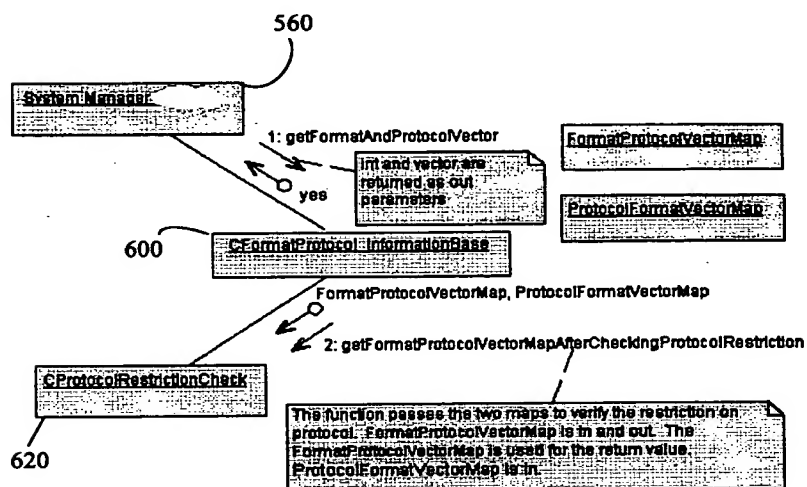 560
System Manager
1: getFormatAndProtocolVector
FormatProtocolVectorMap
int and vector are
returned as out
parameters
yes
ProtocolFormatVectorMap
600
CFormatProtocol_InformationBase
FormatProtocolVectorMap, ProtocolFormatVectorMap
2: getFormatProtocolVectorMapAfterCheckingProtocolRestriction
CProtocolRestrictionCheck
The function passes the two maps to verify the restriction on
protocol. FormatProtocolVectorMap is in and out. The
FormatProtocolVectorMap is used for the return value.
ProtocolFormatVectorMap is in.
620